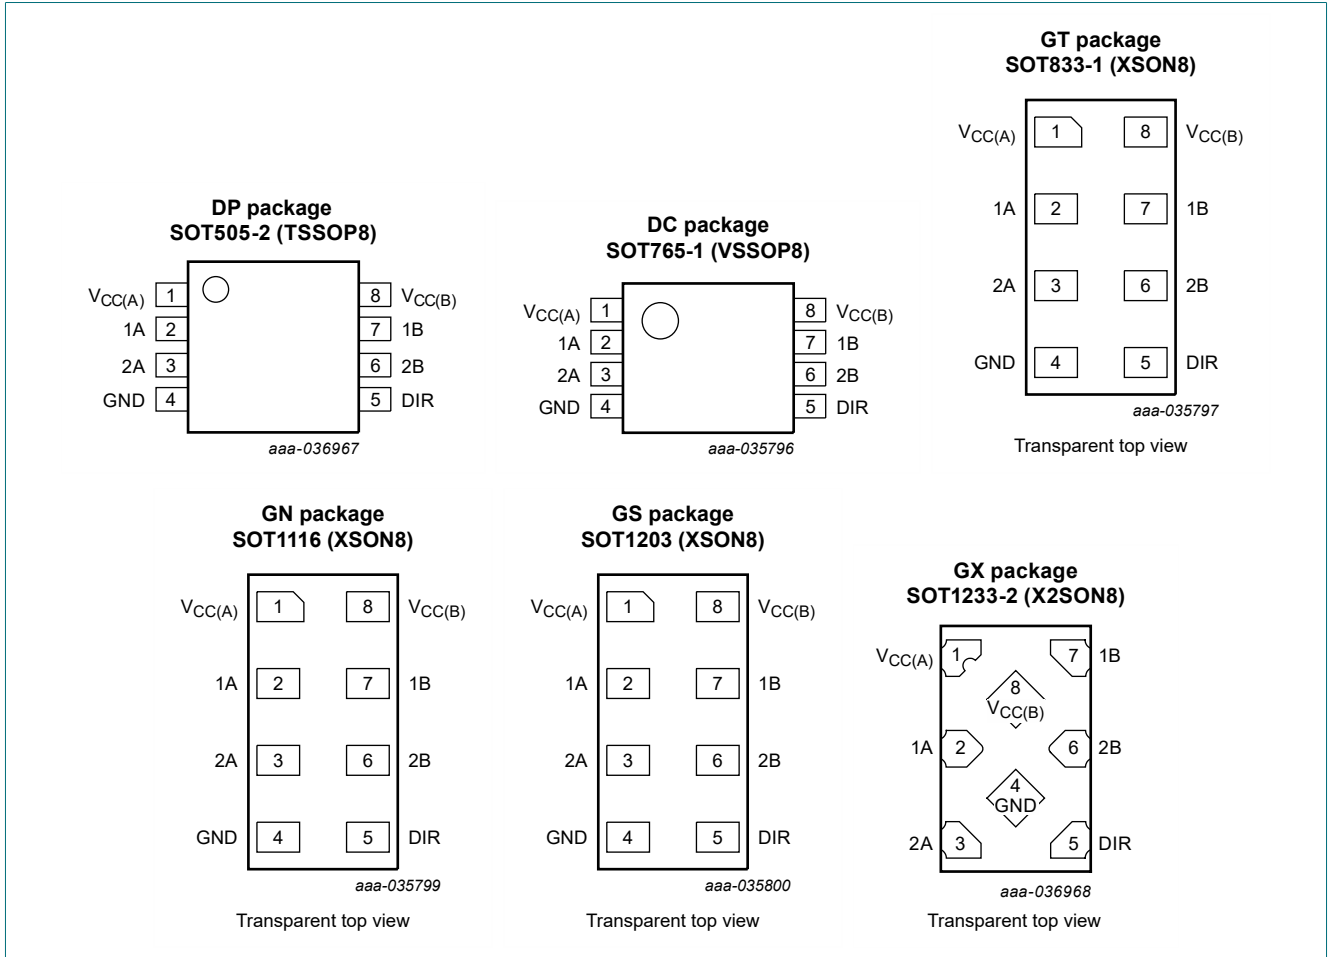 GT package
SOT833-1 (XSON8)
VCC(A) 1 8 VCC(B)
1A 2 7 1B
2A 3 6 2B
GND 4 5 DIR
aaa-035797
Transparent top view
DP package
SOT505-2 (TSSOP8)
VCC(A) 1 8 VCC(B)
1A 2 7 1B
2A 3 6 2B
GND 4 5 DIR
aaa-036967
DC package
SOT765-1 (VSSOP8)
VCC(A) 1 8 VCC(B)
1A 2 7 1B
2A 3 6 2B
GND 4 5 DIR
aaa-035796
GN package
SOT1116 (XSON8)
VCC(A) 1 8 VCC(B)
1A 2 7 1B
2A 3 6 2B
GND 4 5 DIR
aaa-035799
Transparent top view
GS package
SOT1203 (XSON8)
VCC(A) 1 8 VCC(B)
1A 2 7 1B
2A 3 6 2B
GND 4 5 DIR
aaa-035800
Transparent top view
GX package
SOT1233-2 (X2SON8)
VCC(A) 1 7 1B
8
VCC(B)
1A 2 6 2B
4
GND
2A 3 5 DIR
aaa-036968
Transparent top view